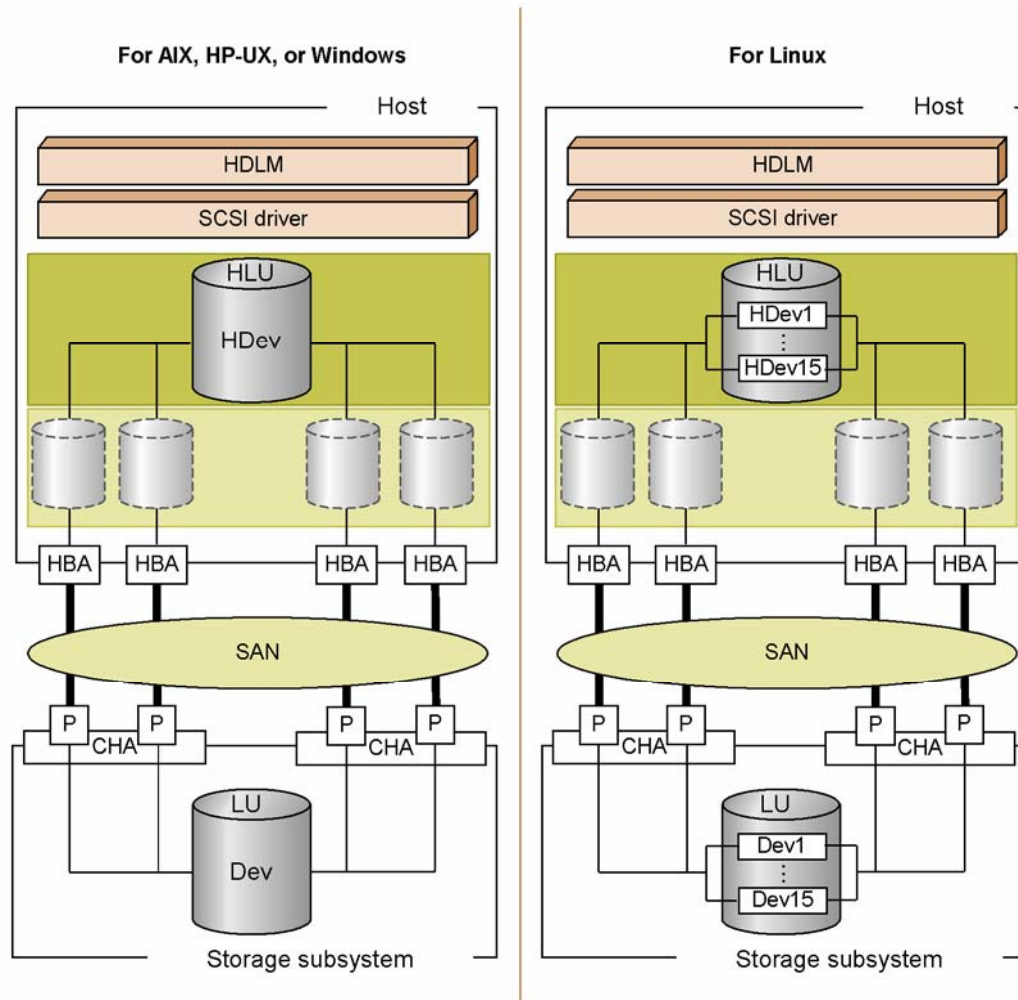 For AIX, HP-UX, or Windows
Host
HDLM
SCSI driver
HLU
HDev
HBA HBA HBA HBA
SAN
P P P P
CHA CHA
LU
Dev
Storage subsystem
For Linux
Host
HDLM
SCSI driver
HLU
HDev1
⋮
HDev15
HBA HBA HBA HBA
SAN
P P P P
CHA CHA
LU
Dev1
⋮
Dev15
Storage subsystem